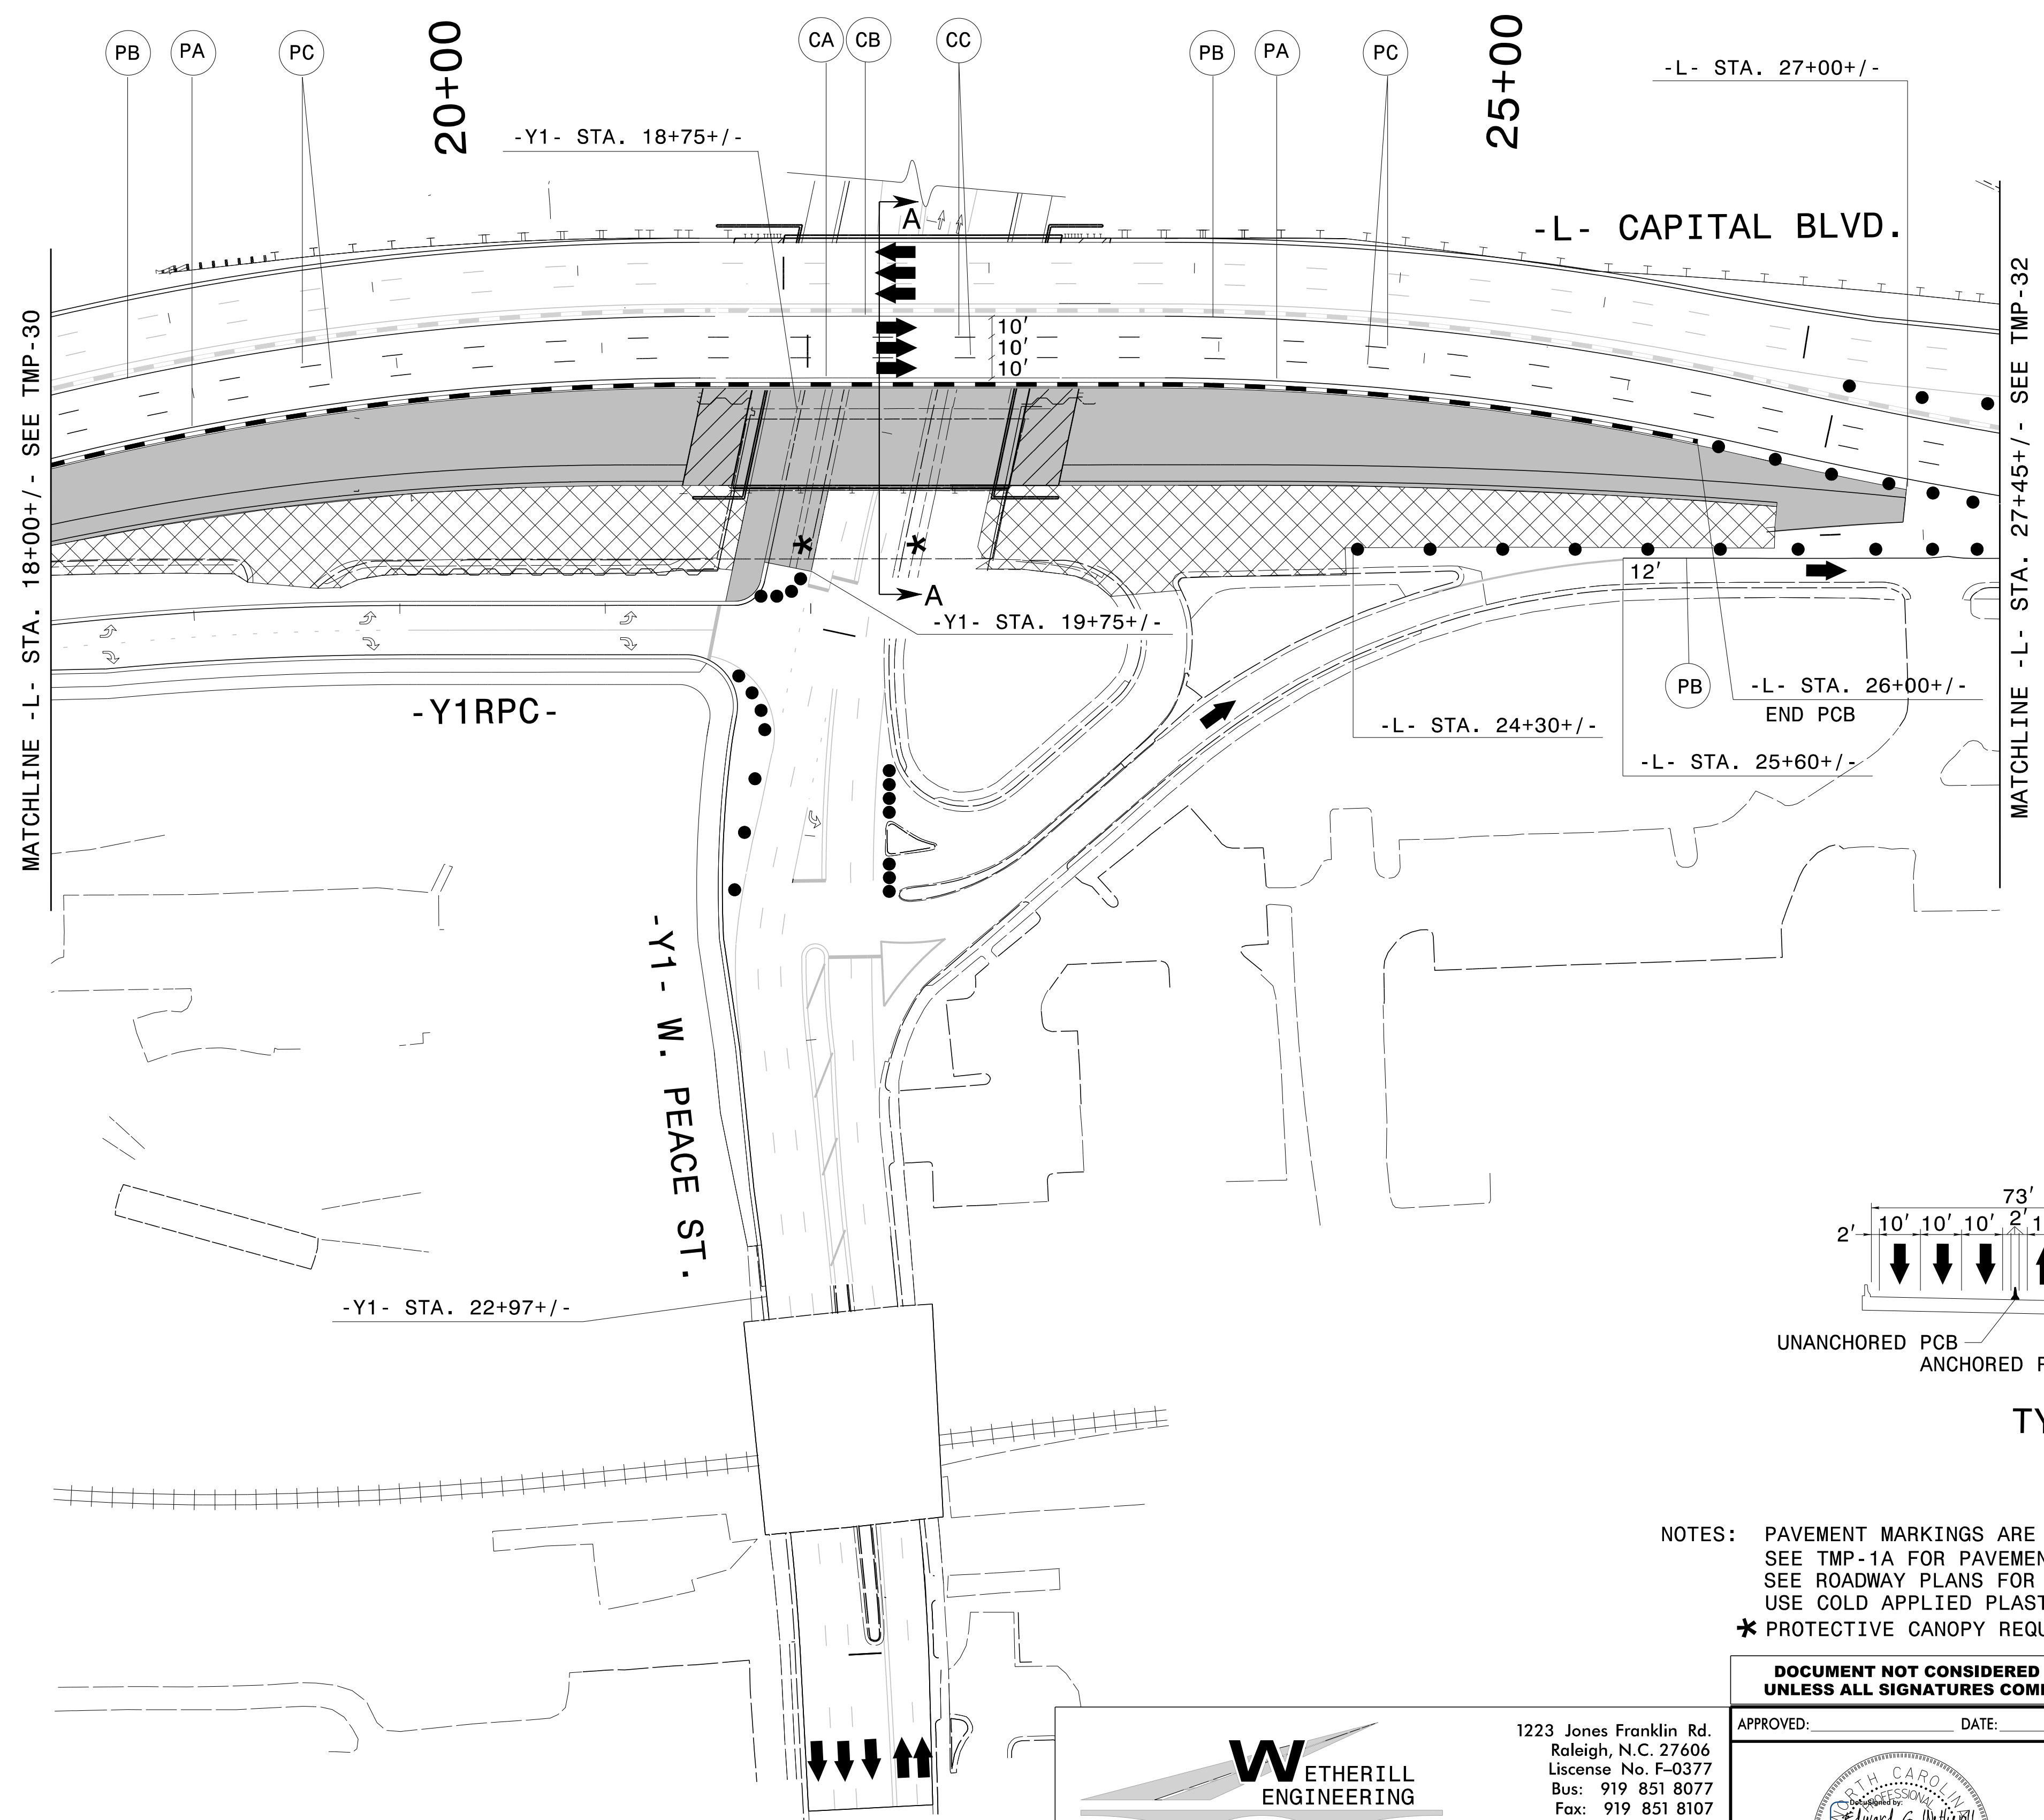 PB
PA
PC
20+00
CA
CB
CC
PB
PA
PC
25+00
-L- STA. 27+00+/-
-Y1- STA. 18+75+/-
A
-L- CAPITAL BLVD.
10'
10'
10'
MATCHLINE -L- STA. 18+00+/- SEE TMP-30
MATCHLINE -L- STA. 27+45+/- SEE TMP-32
*
*
A
12'
-Y1- STA. 19+75+/-
-Y1RPC-
PB
-L- STA. 26+00+/-
END PCB
-L- STA. 24+30+/-
-L- STA. 25+60+/-
-Y1- W. PEACE ST.
-Y1- STA. 22+97+/-
73'
2'
10'
10'
10'
2'
UNANCHORED PCB
ANCHORED
NOTES: PAVEMENT MARKINGS ARE
SEE TMP-1A FOR
SEE ROADWAY PLANS FOR
USE COLD APPLIED
* PROTECTIVE CANOPY
DOCUMENT NOT CONSIDERED
UNLESS ALL SIGNATURES
APPROVED: DATE:
WETHERILL
ENGINEERING
1223 Jones Franklin Rd.
Raleigh, N.C. 27606
Liscense No. F-0377
Bus: 919 851 8077
Fax: 919 851 8107
NORTH
PROFESSIONAL
DocuSigned by: